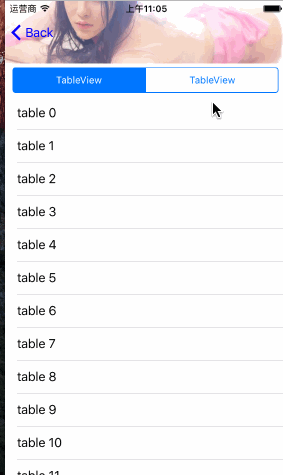 运营商 上午11:05
Back
TableView TableView
table 0
table 1
table 2
table 3
table 4
table 5
table 6
table 7
table 8
table 9
table 10
table 11